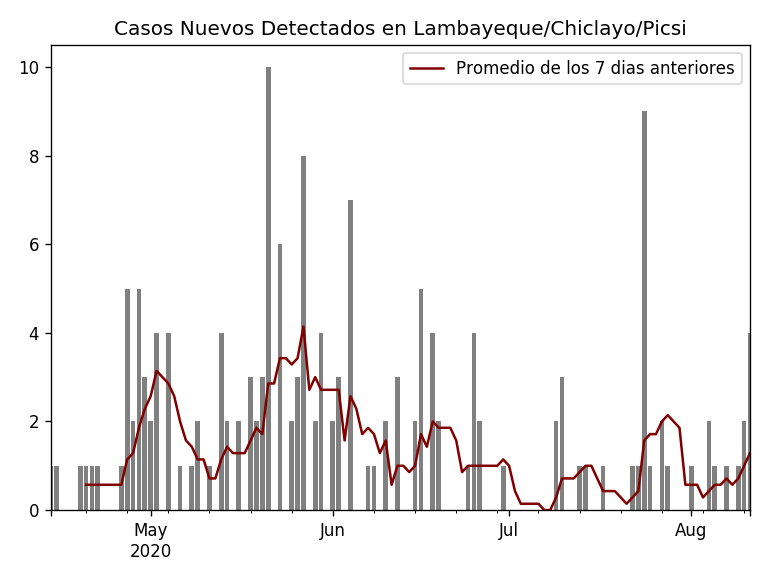 Casos Nuevos Detectados en Lambayeque/Chiclayo/Picsi
Promedio de los 7 dias anteriores
10
8
6
4
2
0
May
2020
Jun
Jul
Aug